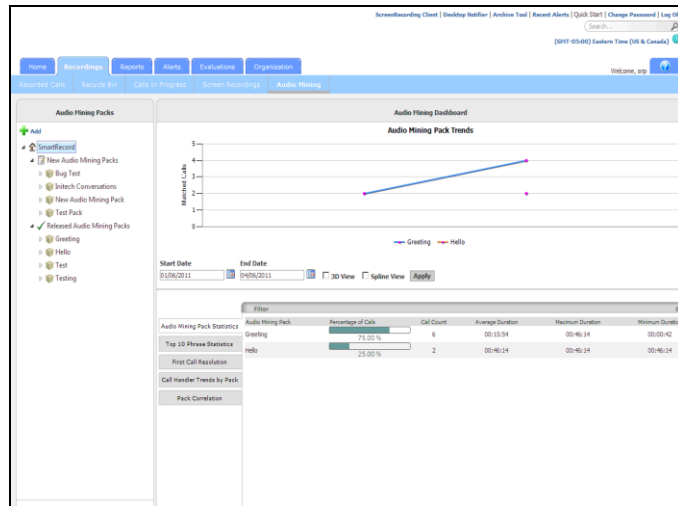 ScreenRecording Client | Desktop Notifier | Archive Tool | Recent Alerts | Quick Start | Change Password | Log Of
Search...
(GMT-05:00) Eastern Time (US & Canada)
Home Recordings Reports Alerts Evaluations Organization
Welcome, srip
Recorded Calls Recycle Bin Calls In Progress Screen Recordings Audio Mining
Audio Mining Packs
Audio Mining Dashboard
Add
Audio Mining Pack Trends
SmartRecord
New Audio Mining Packs
Bug Test
Initech Conversations
New Audio Mining Pack
Test Pack
Released Audio Mining Packs
Greeting
Hello
Test
Testing
Matched Calls
5
4
3
2
1
0
Greeting Hello
Start Date End Date
01/06/2011 04/06/2011 3D View Spline View Apply
Filter
Audio Mining Pack Statistics
Top 10 Phrase Statistics
First Call Resolution
Call Handler Trends by Pack
Pack Correlation
Audio Mining Pack Percentage of Calls Call Count Average Duration Maximum Duration Minimum Duratio
Greeting 75.00 % 6 00:15:54 00:46:14 00:00:42
Hello 25.00 % 2 00:46:14 00:46:14 00:46:14